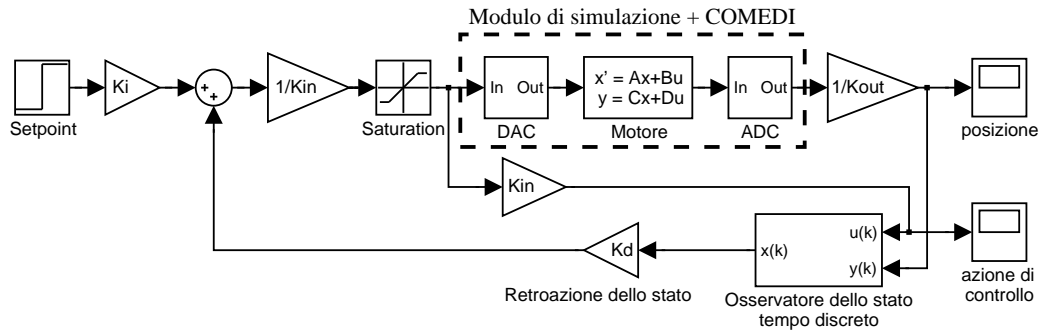 Modulo di simulazione + COMEDI
Setpoint
Ki
+
+
1/Kin
Saturation
In Out
DAC
x' = Ax+Bu
y = Cx+Du
Motore
In Out
ADC
1/Kout
posizione
Kin
Kd
Retroazione dello stato
x(k)
u(k)
y(k)
Osservatore dello stato
tempo discreto
azione di
controllo